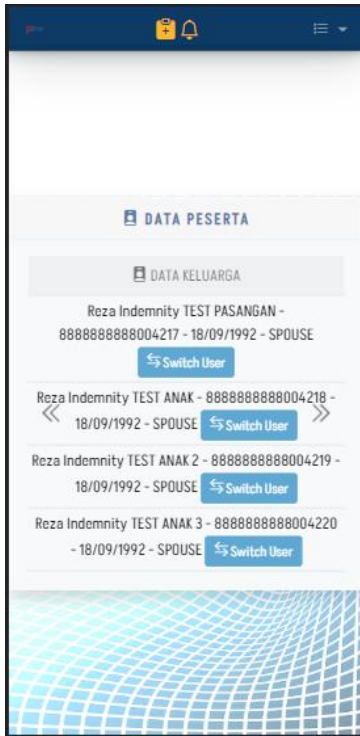 DATA PESERTA
DATA KELUARGA
Reza Indemnity TEST PASANGAN -
8888888888004217 - 18/09/1992 - SPOUSE
Switch User
Reza Indemnity TEST ANAK - 8888888888004218 -
18/09/1992 - SPOUSE Switch User
Reza Indemnity TEST ANAK 2 - 8888888888004219 -
18/09/1992 - SPOUSE Switch User
Reza Indemnity TEST ANAK 3 - 8888888888004220
- 18/09/1992 - SPOUSE Switch User